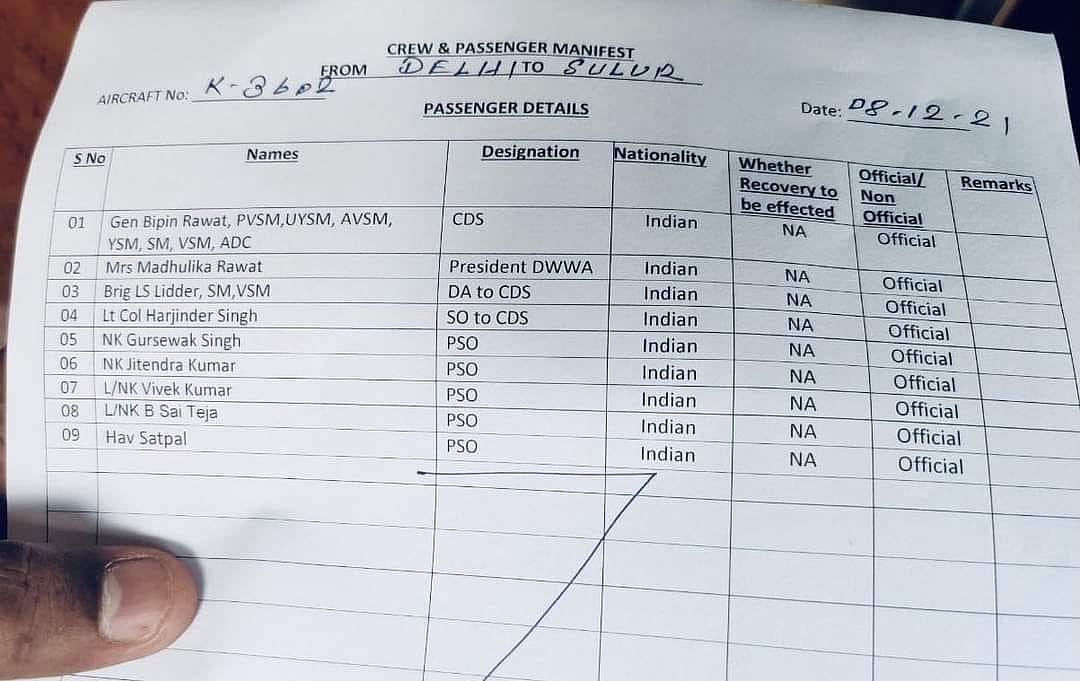 CREW & PASSENGER MANIFEST
FROM DELHI TO SULUR
AIRCRAFT No: K-3602
PASSENGER DETAILS
Date: 08-12-21
S No Names Designation Nationality Whether Recovery to be effected Official/ Non Official Remarks
01 Gen Bipin Rawat, PVSM,UYSM, AVSM, CDS Indian NA Official
YSM, SM, VSM, ADC
02 Mrs Madhulika Rawat President DWWA Indian NA Official
03 Brig LS Lidder, SM,VSM DA to CDS Indian NA Official
04 Lt Col Harjinder Singh SO to CDS Indian NA Official
05 NK Gursewak Singh PSO Indian NA Official
06 NK Jitendra Kumar PSO Indian NA Official
07 L/NK Vivek Kumar PSO Indian NA Official
08 L/NK B Sai Teja PSO Indian NA Official
09 Hav Satpal PSO Indian NA Official